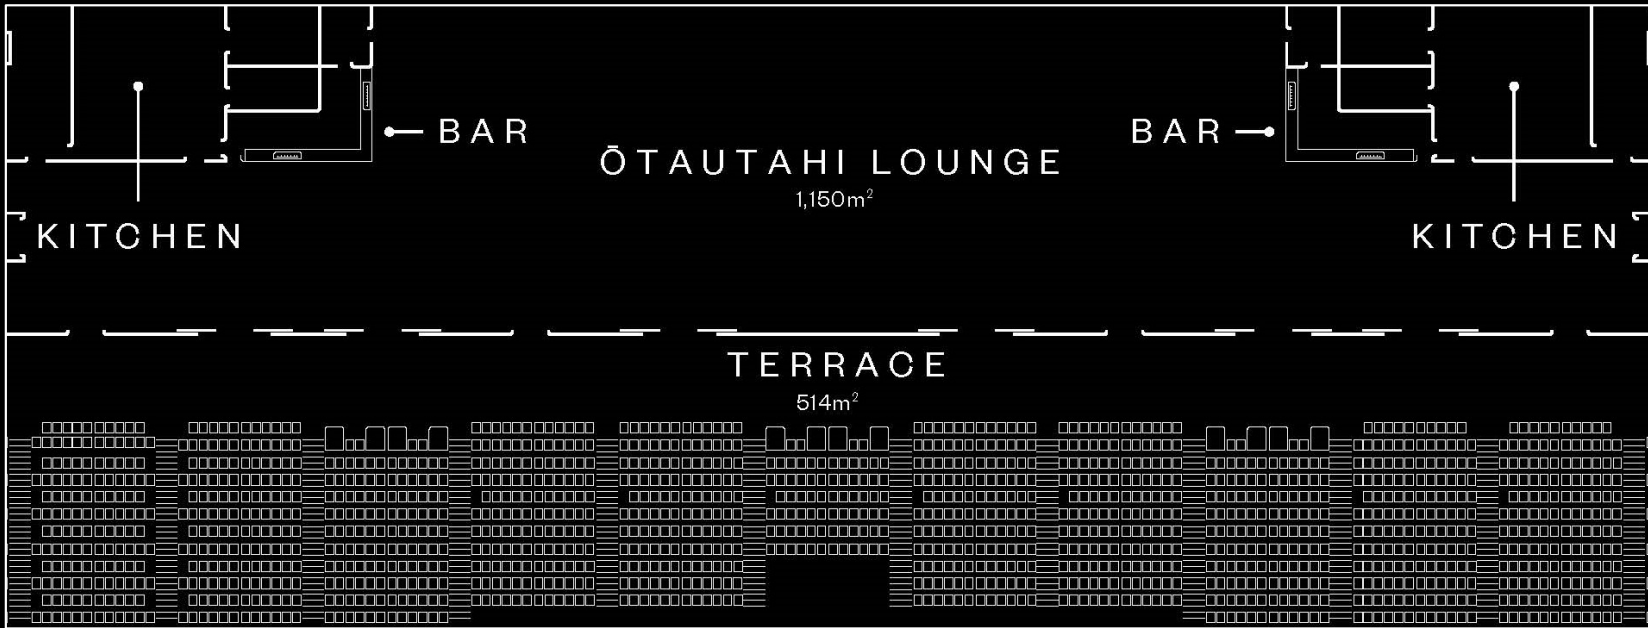 BAR
BAR
ŌTAUTAHI LOUNGE
1,150m²
KITCHEN
KITCHEN
TERRACE
514m²